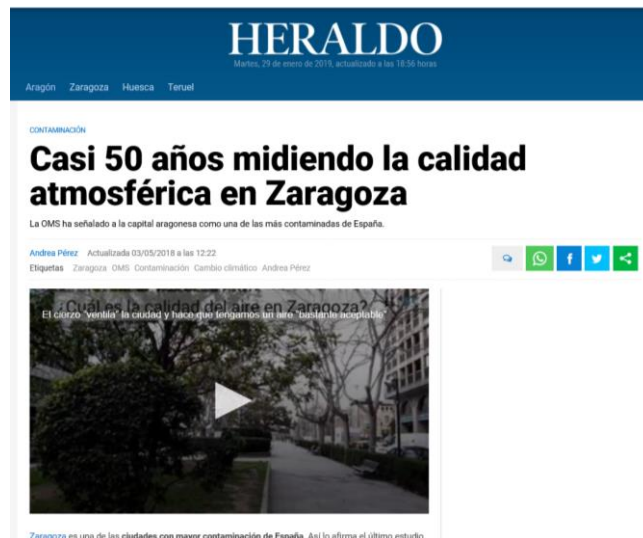 HERALDO
Martes, 29 de enero de 2019, actualizado a las 18:56 horas
Aragón Zaragoza Huesca Teruel
CONTAMINACIÓN
Casi 50 años midiendo la calidad
atmosférica en Zaragoza
La OMS ha señalado a la capital aragonesa como una de las más contaminadas de España.
Andrea Pérez Actualizada 03/05/2018 a las 12:22
Etiquetas Zaragoza OMS Contaminación Cambio climático Andrea Pérez
¿Cuál es la calidad del aire en Zaragoza?
El cierzo "ventila" la ciudad y hace que tengamos un aire "bastante aceptable"
Zaragoza es una de las ciudades con mayor contaminación de España. Así lo afirma el último estudio